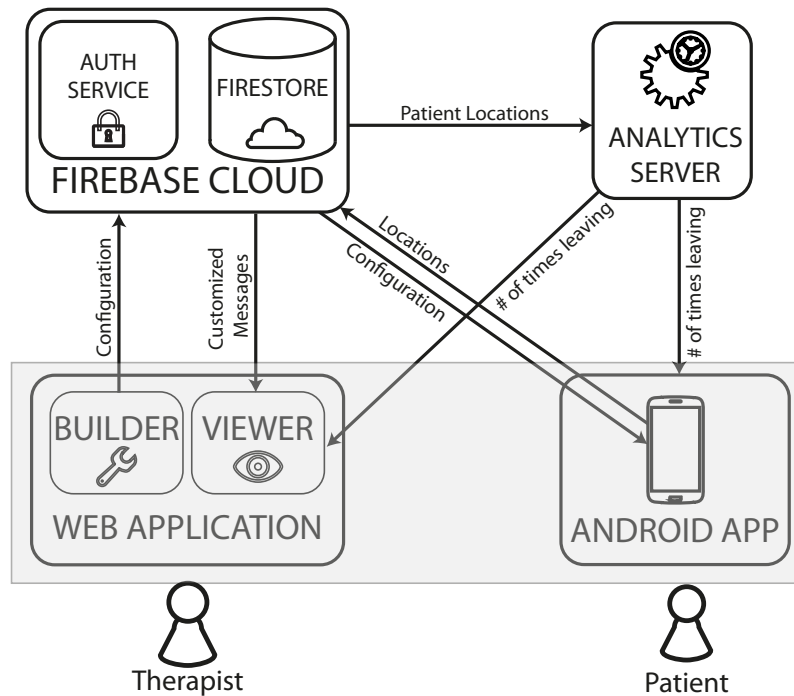 AUTH
SERVICE
FIRESTORE
FIREBASE CLOUD
Patient Locations
ANALYTICS
SERVER
Configuration
Customized
Messages
Locations
Configuration
# of times leaving
# of times leaving
BUILDER
VIEWER
WEB APPLICATION
ANDROID APP
Therapist
Patient